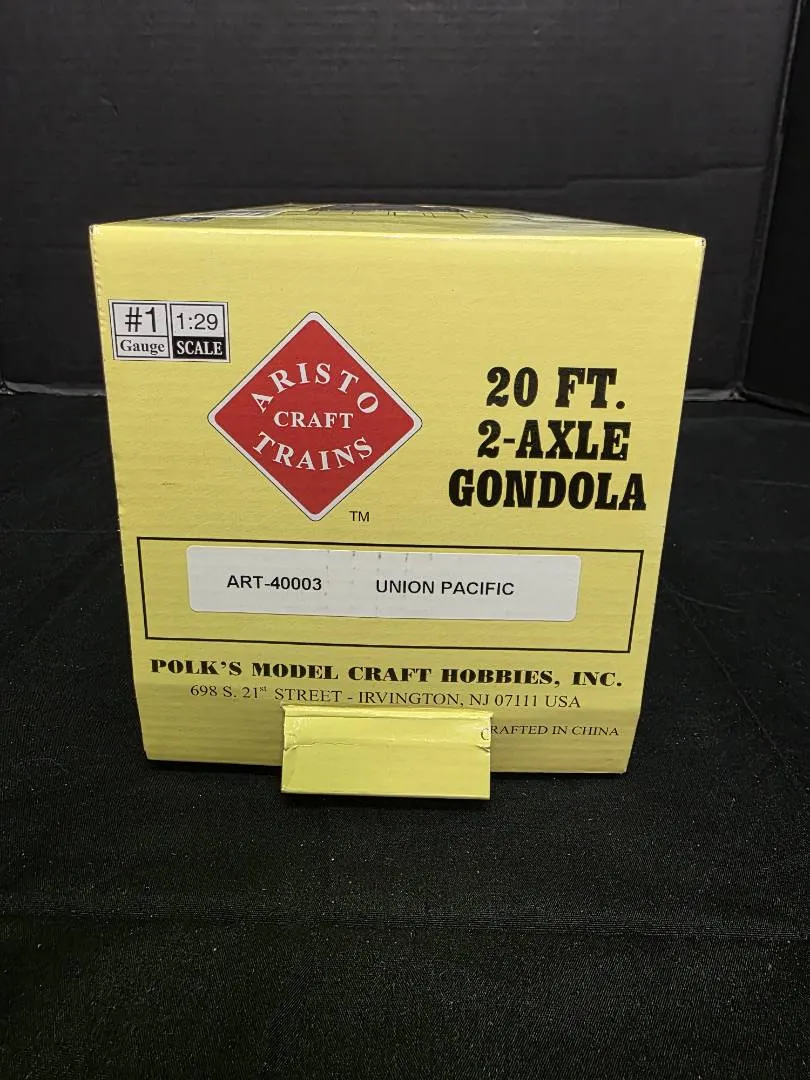 #1 1:29
Gauge SCALE
ARISTO
CRAFT
TRAINS
TM
20 FT.
2-AXLE
GONDOLA
ART-40003 UNION PACIFIC
POLK'S MODEL CRAFT HOBBIES, INC.
698 S. 21st STREET - IRVINGTON, NJ 07111 USA
CRAFTED IN CHINA